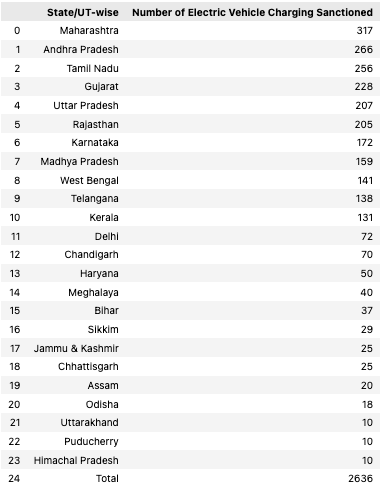 State/UT-wise Number of Electric Vehicle Charging Sanctioned
0 Maharashtra 317
1 Andhra Pradesh 266
2 Tamil Nadu 256
3 Gujarat 228
4 Uttar Pradesh 207
5 Rajasthan 205
6 Karnataka 172
7 Madhya Pradesh 159
8 West Bengal 141
9 Telangana 138
10 Kerala 131
11 Delhi 72
12 Chandigarh 70
13 Haryana 50
14 Meghalaya 40
15 Bihar 37
16 Sikkim 29
17 Jammu & Kashmir 25
18 Chhattisgarh 25
19 Assam 20
20 Odisha 18
21 Uttarakhand 10
22 Puducherry 10
23 Himachal Pradesh 10
24 Total 2636